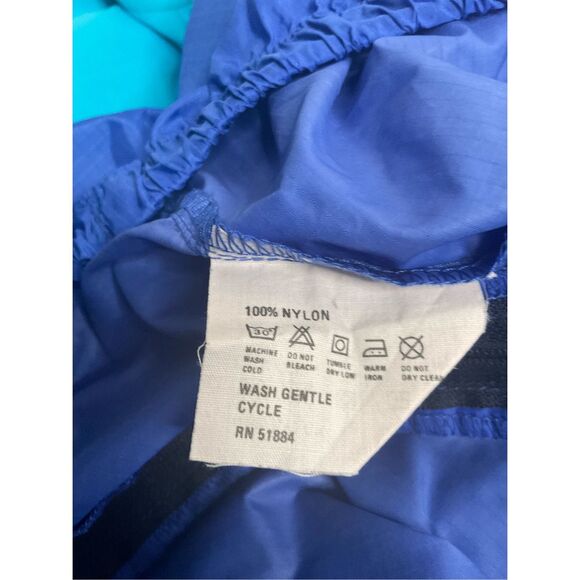 100% NYLON
30°
MACHINE WASH COLD
DO NOT BLEACH
TUMBLE DRY LOW
WARM IRON
DO NOT DRY CLEAN
WASH GENTLE
CYCLE
RN 51884